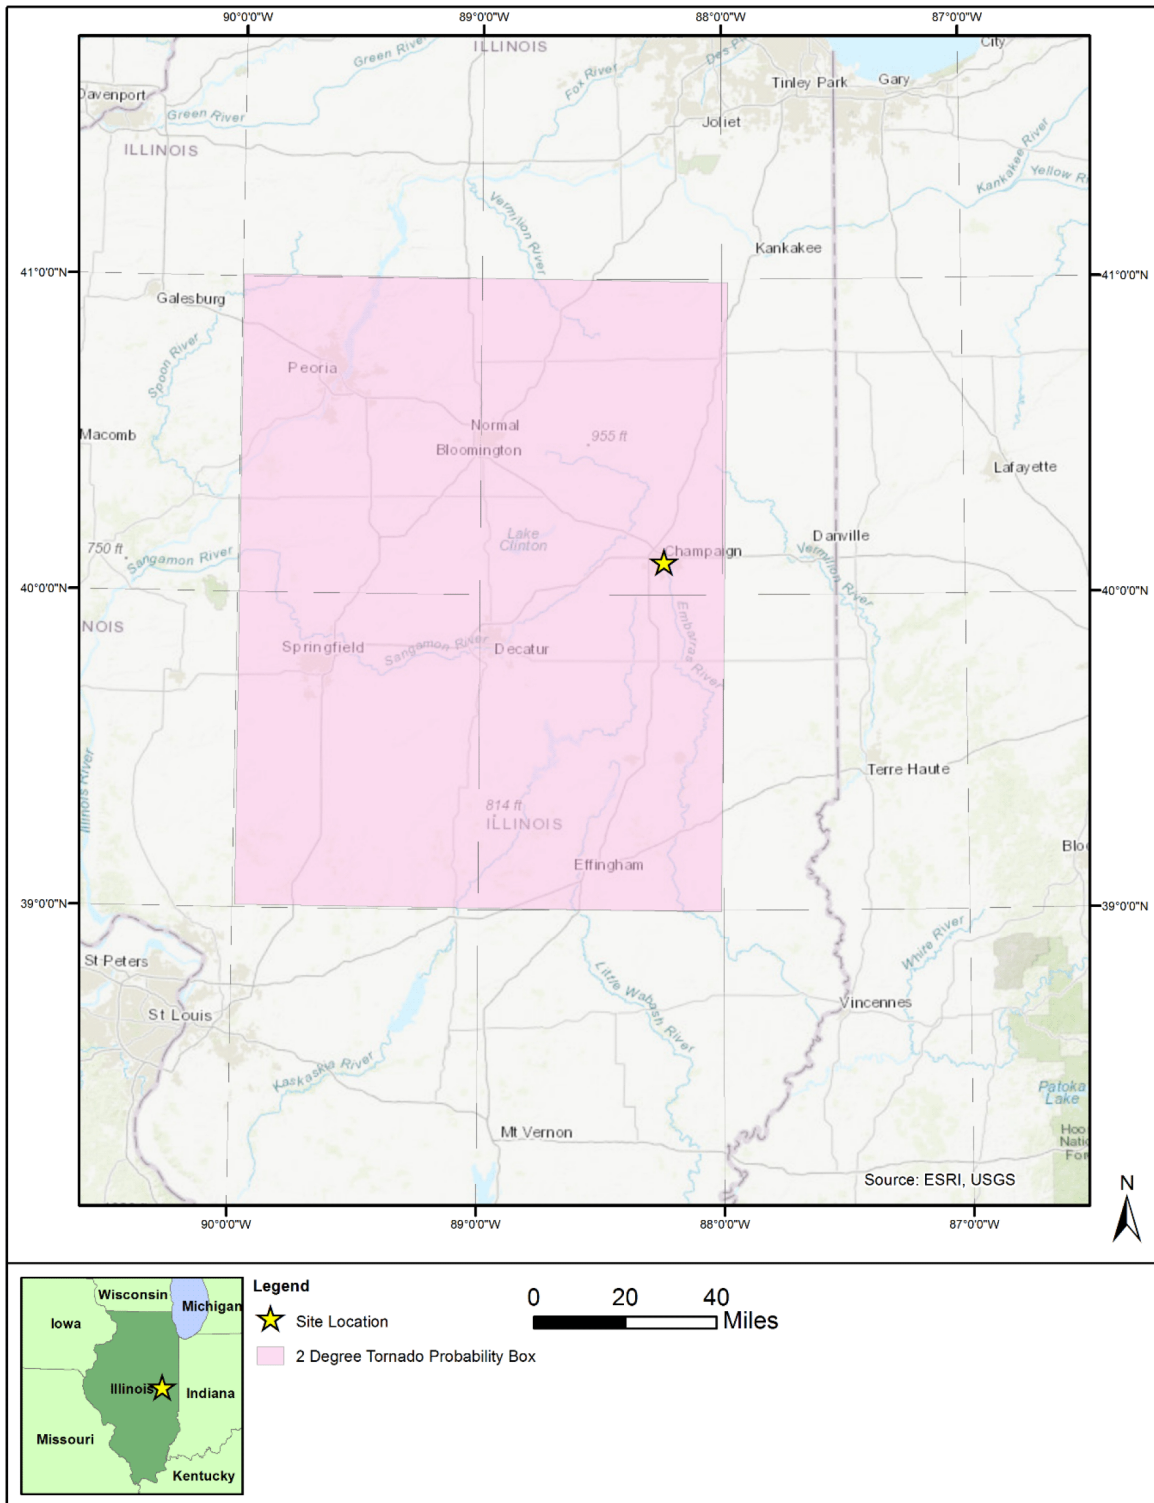 90°0'0"W
89°0'0"W
88°0'0"W
87°0'0"W
ILLINOIS
City
Green River
Fox River
Tinley Park
Gary
Davenport
Green River
Joliet
ILLINOIS
Kankakee River
Yellow
Vermilion River
Kankakee
41°0'0"N
41°0'0"N
Galesburg
Spoon River
Peoria
Normal
955 ft
Macomb
Bloomington
Lafayette
Lake
Clinton
Danville
750 ft
Sangamon River
Champaign
Vermilion River
40°0'0"N
40°0'0"N
Embarras River
NOIS
Springfield
Sangamon River
Decatur
Illinois River
Terre Haute
814 ft
ILLINOIS
Effingham
39°0'0"N
39°0'0"N
White River
St Peters
Little Wabash River
Vincennes
St Louis
Kaskaskia River
Patoka
Lake
Mt Vernon
Hoo
Natio
For
Source: ESRI, USGS
N
90°0'0"W
89°0'0"W
88°0'0"W
87°0'0"W
Wisconsin
Michigan
Iowa
Illinois
Indiana
Missouri
Kentucky
Legend
Site Location
2 Degree Tornado Probability Box
0 20 40
Miles